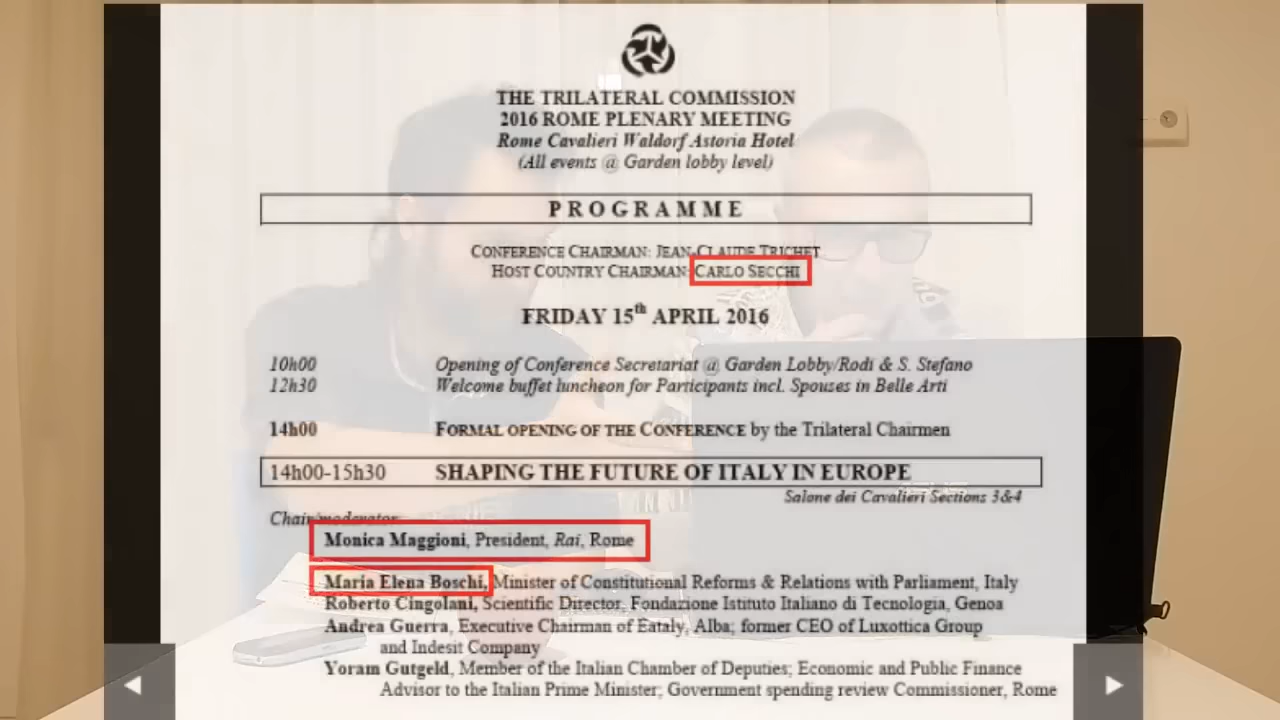 THE TRILATERAL COMMISSION
2016 ROME PLENARY MEETING
Rome Cavalieri Waldorf Astoria Hotel
(All events @ Garden lobby level)
PROGRAMME
CONFERENCE CHAIRMAN: JEAN-CLAUDE TRICHET
HOST COUNTRY CHAIRMAN: CARLO SECCHI
FRIDAY 15th APRIL 2016
10h00 Opening of Conference Secretariat @ Garden Lobby/Rodi & S. Stefano
12h30 Welcome buffet luncheon for Participants incl. Spouses in Belle Arti
14h00 FORMAL OPENING OF THE CONFERENCE by the Trilateral Chairmen
14h00-15h30 SHAPING THE FUTURE OF ITALY IN EUROPE
Salone dei Cavalieri Sections 3&4
Chair/moderator:
Monica Maggioni, President, Rai, Rome
Maria Elena Boschi, Minister of Constitutional Reforms & Relations with Parliament, Italy
Roberto Cingolani, Scientific Director, Fondazione Istituto Italiano di Tecnologia, Genoa
Andrea Guerra, Executive Chairman of Eataly, Alba; former CEO of Luxottica Group
and Indesit Company
Yoram Gutgeld, Member of the Italian Chamber of Deputies; Economic and Public Finance
Advisor to the Italian Prime Minister; Government spending review Commissioner, Rome